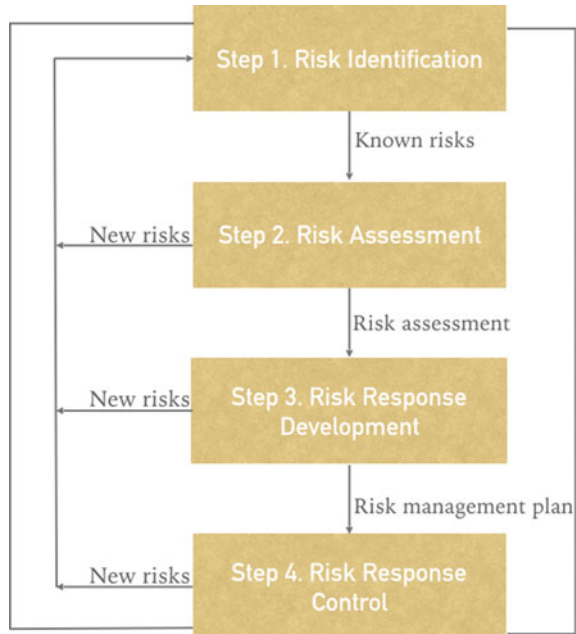 Step 1. Risk Identification
Known risks
New risks
Step 2. Risk Assessment
Risk assessment
New risks
Step 3. Risk Response
Development
Risk management plan
New risks
Step 4. Risk Response
Control